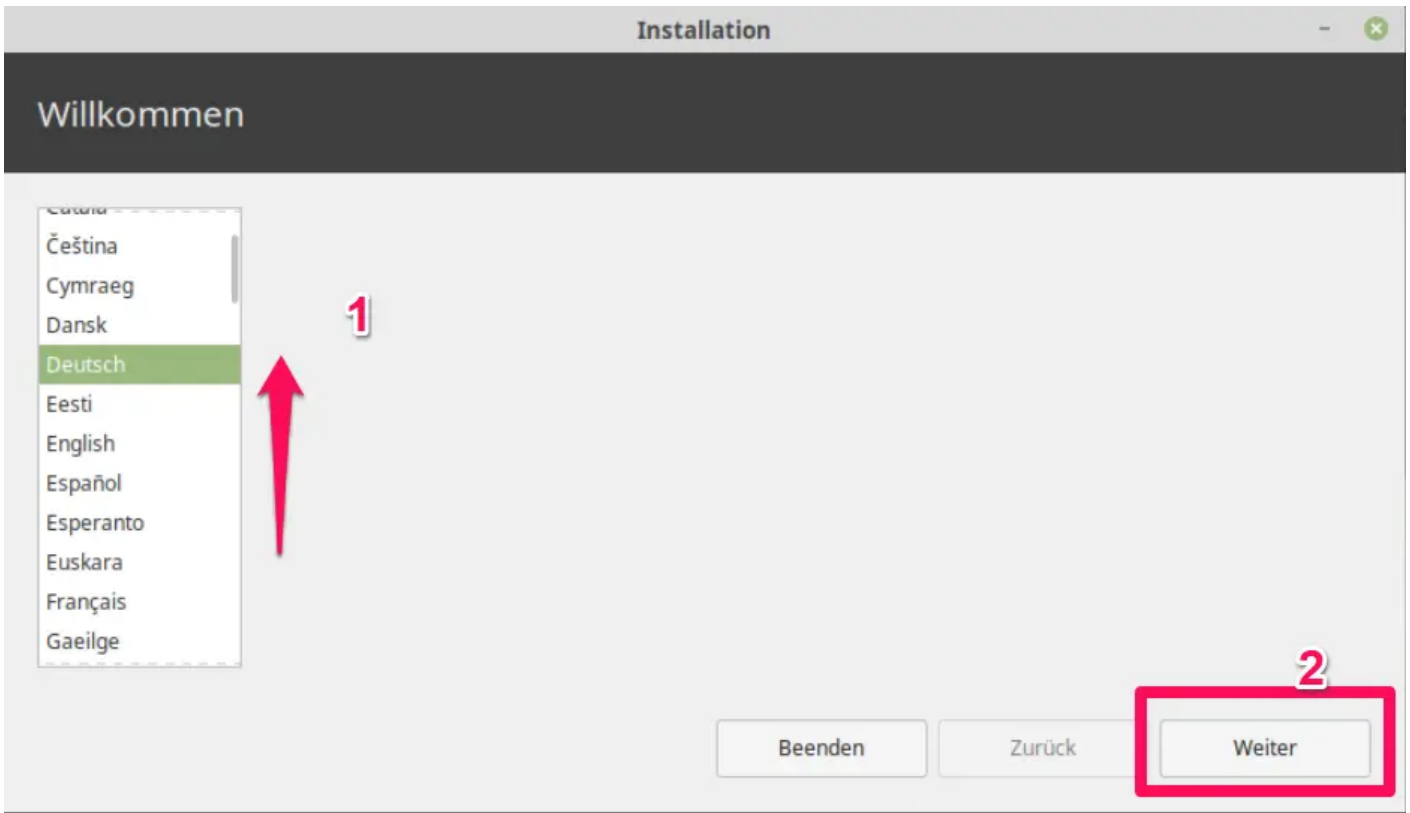 Installation
Willkommen
Čeština
Cymraeg
Dansk
Deutsch
Eesti
English
Español
Esperanto
Euskara
Français
Gaeilge
1
2
Beenden Zurück Weiter